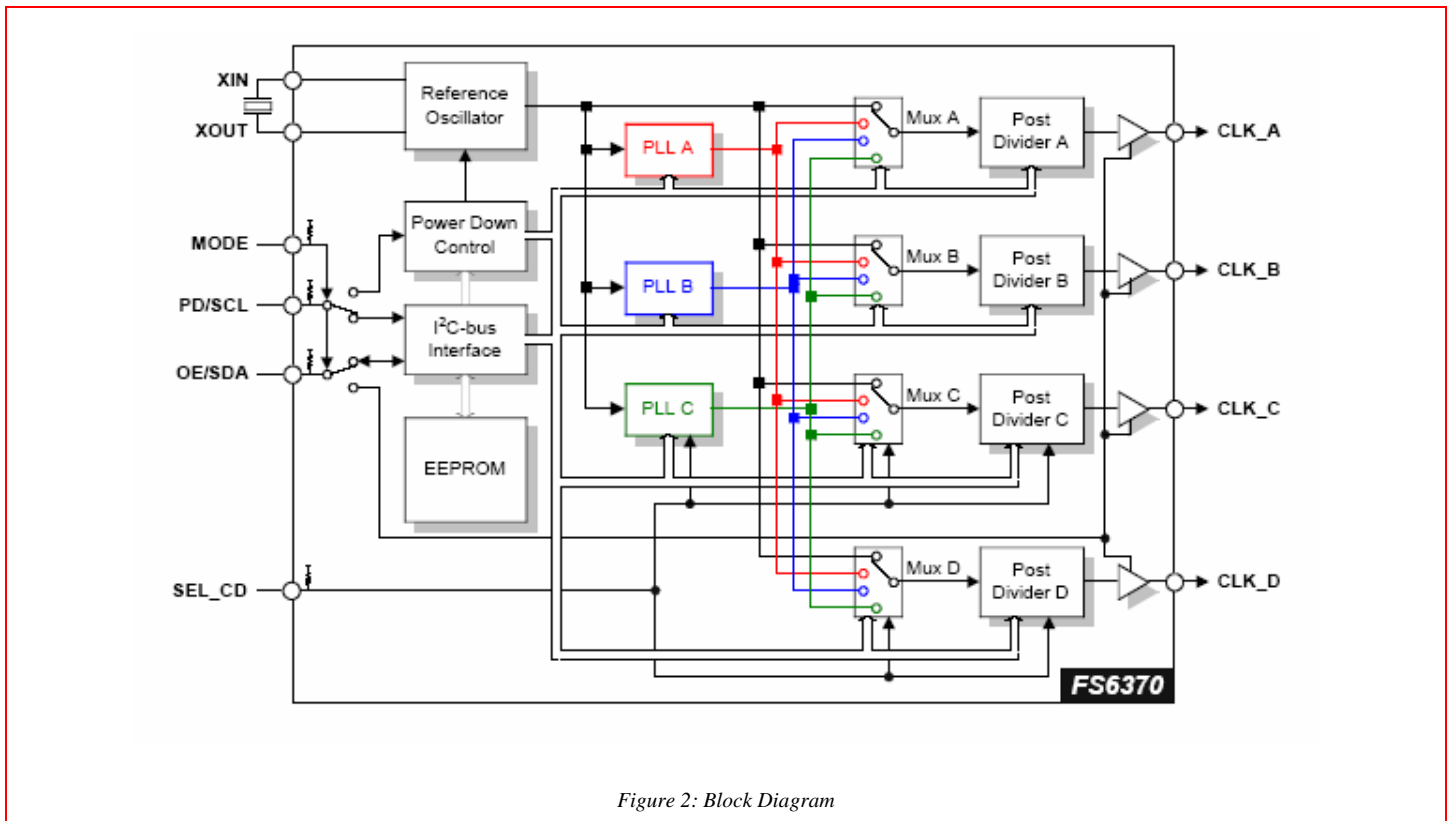 XIN
XOUT
MODE
PD/SCL
OE/SDA
SEL_CD
Reference
Oscillator
Power Down
Control
I²C-bus
Interface
EEPROM
PLL A
PLL B
PLL C
Mux A
Mux B
Mux C
Mux D
Post
Divider A
Post
Divider B
Post
Divider C
Post
Divider D
CLK_A
CLK_B
CLK_C
CLK_D
FS6370
Figure 2: Block Diagram